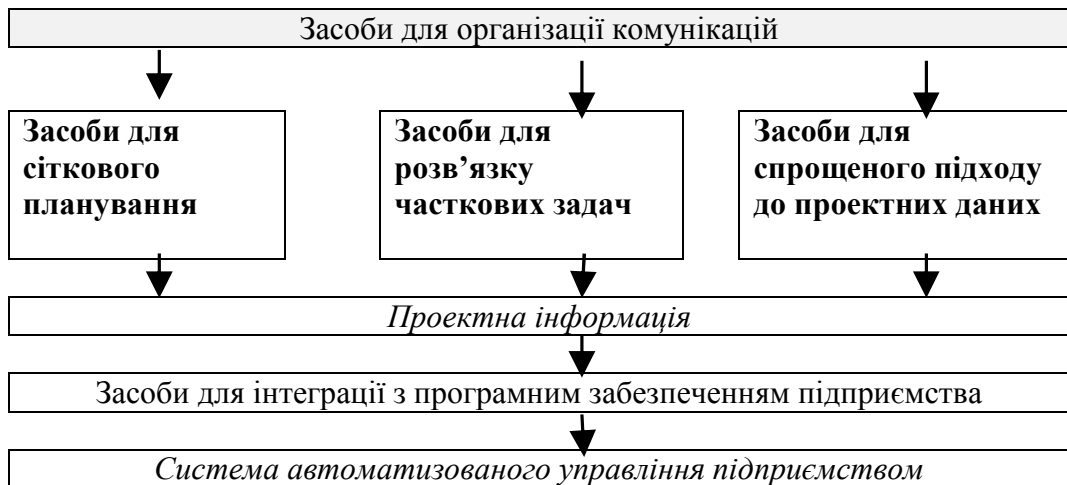 Засоби для організації комунікацій
Засоби для
сіткового
планування
Засоби для
розв’язку
часткових задач
Засоби для
спрощеного підходу
до проектних даних
Проектна інформація
Засоби для інтеграції з програмним забезпеченням підприємства
Система автоматизованого управління підприємством